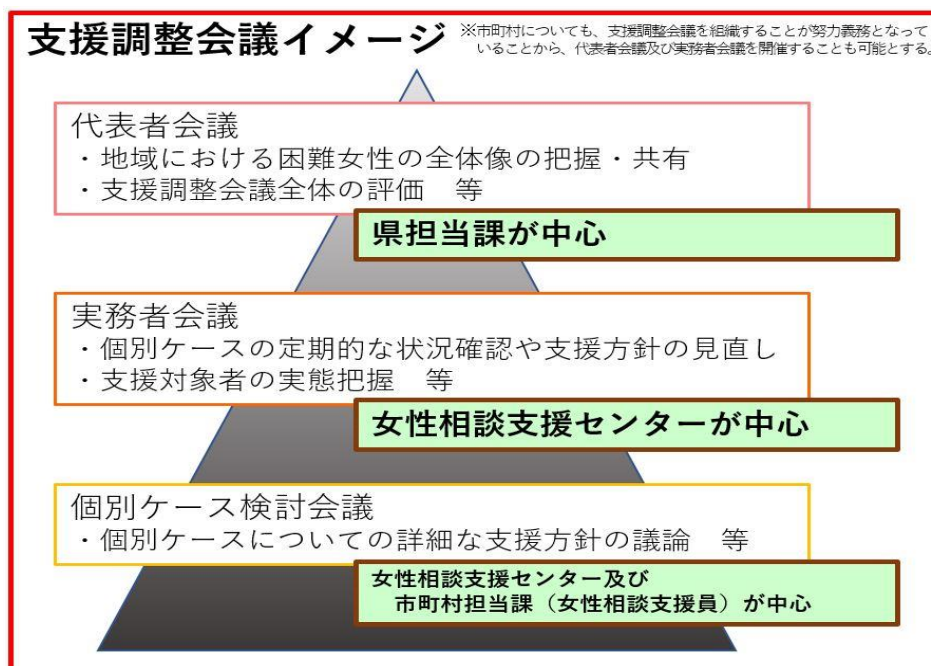 支援調整会議イメージ
※市町村についても、支援調整会議を組織することが努力義務となって
いることから、代表者会議及び実務者会議を開催することも可能とする。
代表者会議
・地域における困難女性の全体像の把握・共有
・支援調整会議全体の評価　等
県担当課が中心
実務者会議
・個別ケースの定期的な状況確認や支援方針の見直し
・支援対象者の実態把握　等
女性相談支援センターが中心
個別ケース検討会議
・個別ケースについての詳細な支援方針の議論　等
女性相談支援センター及び
市町村担当課（女性相談支援員）が中心